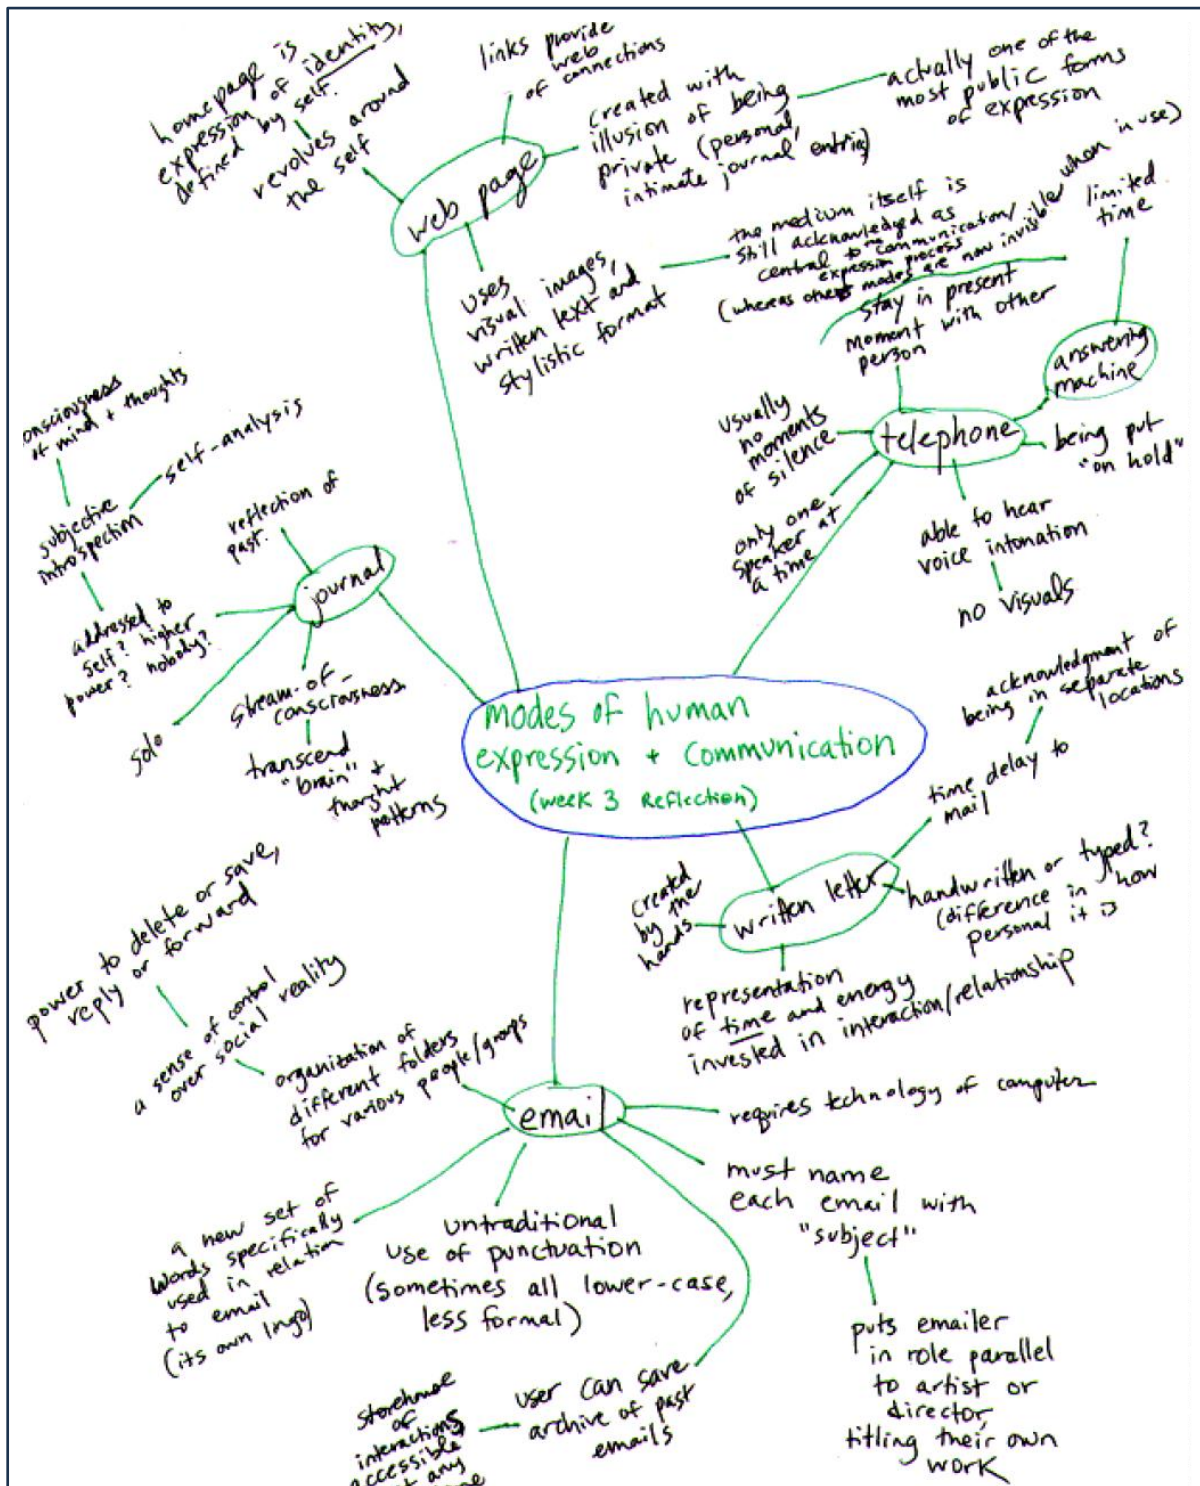 homepage is
expression of identity,
defined by self.
revolves around
the self
links provide
web
of connections
created with
illusion of being
private (personal,
intimate journal entries)
actually one of the
most public forms
of expression
web page
uses
visual images,
written text and
stylistic format
the medium itself is
still acknowledged as
central to the communication/
expression process
(whereas other modes are now invisible when in use)
limited
time
stay in present
moment with other
person
answering
machine
usually
no
moments
of silence
telephone
being put
"on hold"
only one
speaker at
a time
able to hear
voice intonation
no visuals
onsciousness
of mind + thoughts
self-analysis
subjective
introspection
reflection of
past.
journal
addressed to
self? higher
power? nobody?
solo
stream-of-
consciousness
transcend
"brain" +
thought
patterns
modes of human
expression + communication
(week 3 reflection)
acknowledgment of
being in separate
locations
time delay to
mail
created
by the
hands
written letter
handwritten or typed?
(difference in how
personal it is
representation
of time and energy
invested in interaction/relationship
power to delete or save,
reply or forward
a sense of control
over social reality
organization of
different folders
for various people/groups
email
requires technology of computer
must name
each email with
"subject"
puts emailer
in role parallel
to artist or
director,
titling their own
work
a new set of
words specifically
used in relation
to email
(its own lingo)
untraditional
use of punctuation
(sometimes all lower-case,
less formal)
user can save
archive of past
emails
storehouse
of
interactions
accessible
at any